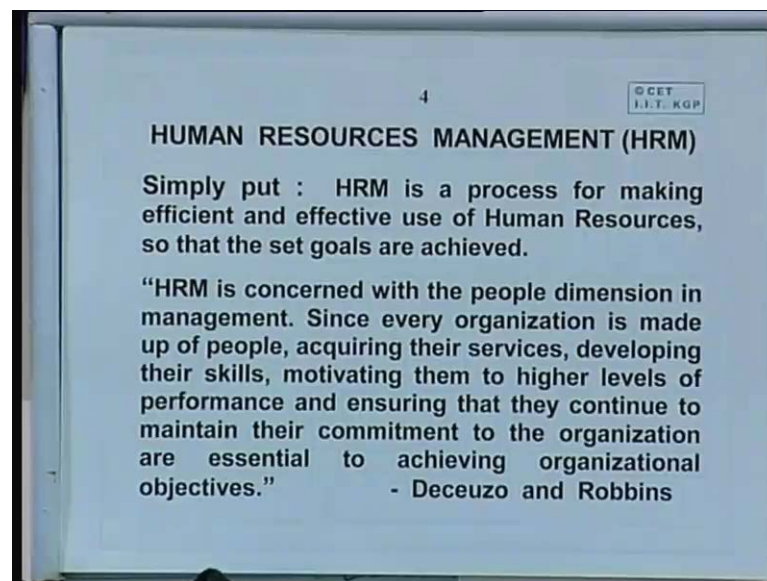 4
© CET
I.I.T. KGP
HUMAN RESOURCES MANAGEMENT (HRM)
Simply put : HRM is a process for making
efficient and effective use of Human Resources,
so that the set goals are achieved.
“HRM is concerned with the people dimension in
management. Since every organization is made
up of people, acquiring their services, developing
their skills, motivating them to higher levels of
performance and ensuring that they continue to
maintain their commitment to the organization
are essential to achieving organizational
objectives.” - Deceuzo and Robbins